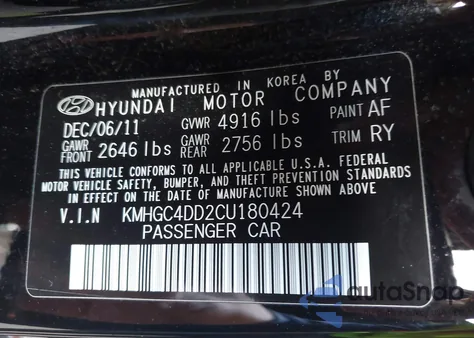 MANUFACTURED IN KOREA BY
HYUNDAI MOTOR COMPANY
DEC/06/11 GVWR 4916 lbs PAINT AF
GAWR FRONT 2646 lbs GAWR REAR 2756 lbs TRIM RY
THIS VEHICLE CONFORMS TO ALL APPLICABLE U.S.A. FEDERAL
MOTOR VEHICLE SAFETY, BUMPER, AND THEFT PREVENTION STANDARDS
IN EFFECT ON THE DATE OF MANUFACTURE SHOWN ABOVE.
V.I.N KMHGC4DD2CU180424
PASSENGER CAR
autoSnap